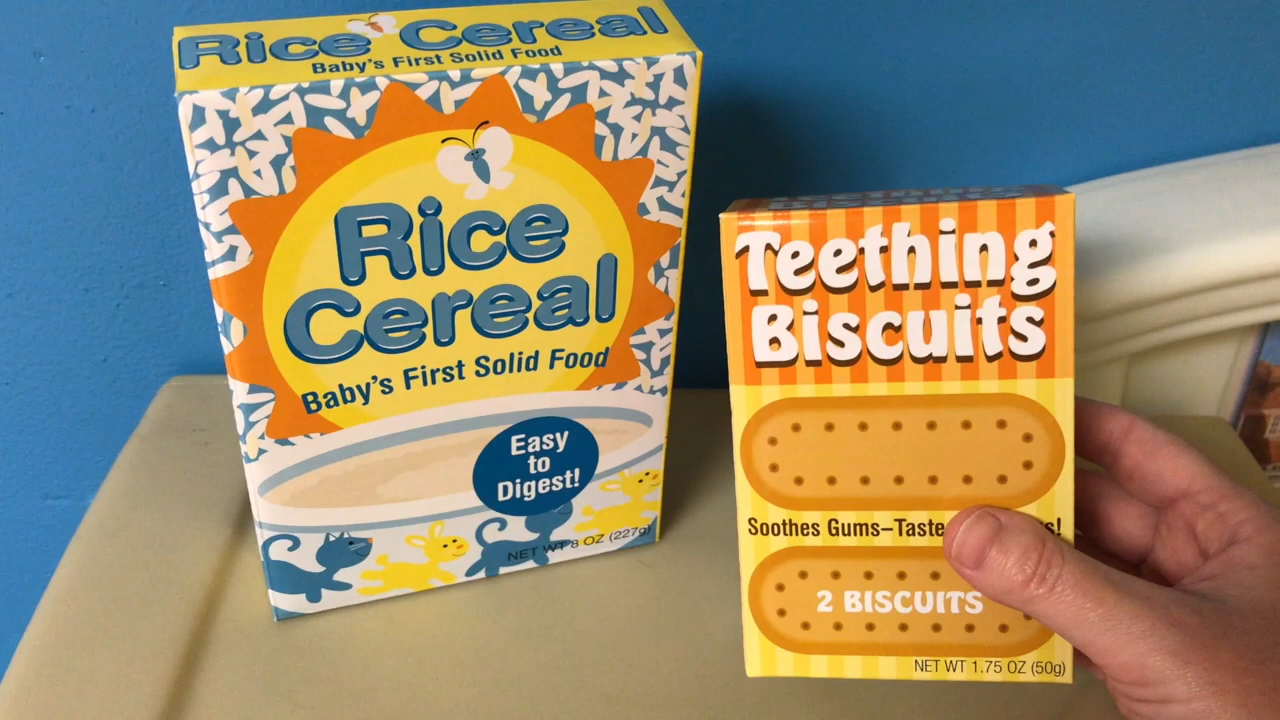 Rice Cereal
Baby's First Solid Food
Rice
Cereal
Baby's First Solid Food
Easy
to
Digest!
NET WT 8 OZ (227g)
Teething
Biscuits
Soothes Gums–Taste
2 BISCUITS
NET WT 1.75 OZ (50g)